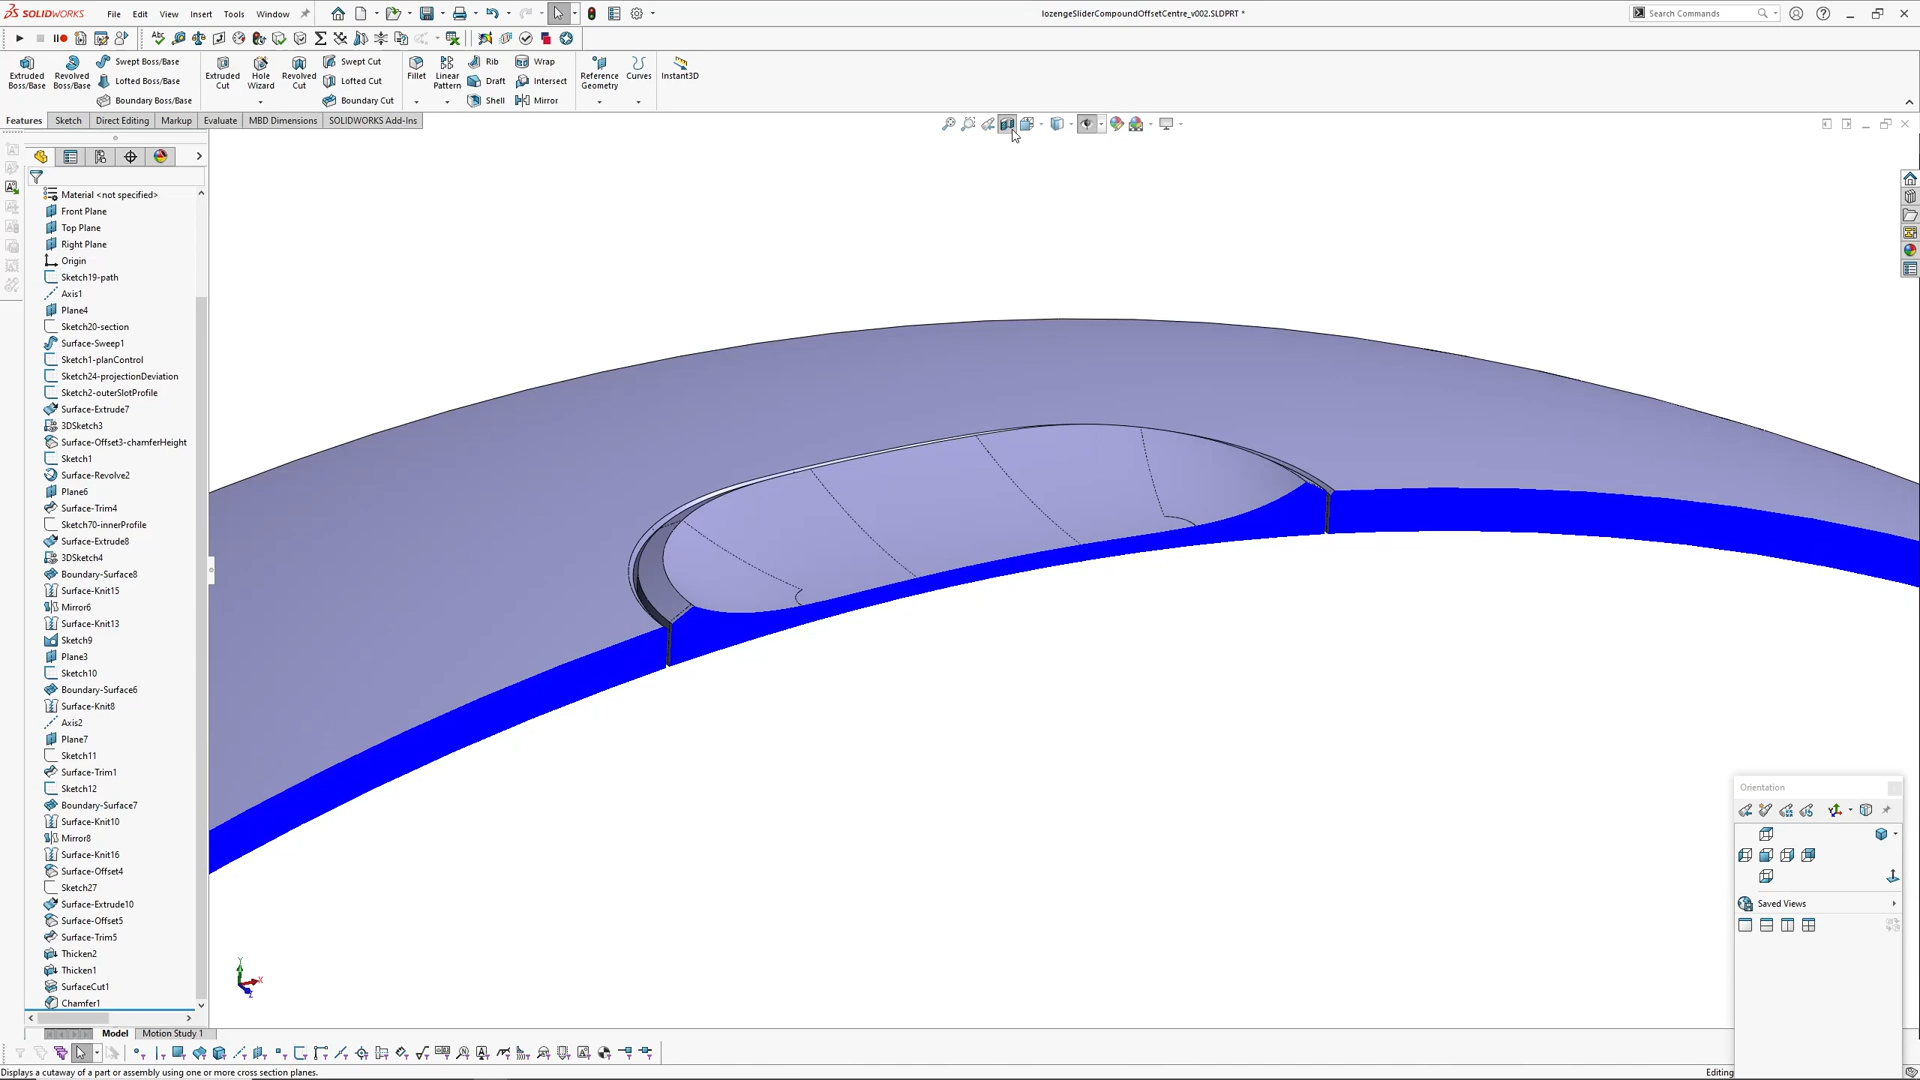 SOLIDWORKS File Edit View Insert Tools Window
lozengeSliderCompoundOffsetCentre_v002.SLDPRT *
Search Commands
Extruded Boss/Base
Revolved Boss/Base
Swept Boss/Base
Lofted Boss/Base
Boundary Boss/Base
Extruded Cut
Hole Wizard
Revolved Cut
Swept Cut
Lofted Cut
Boundary Cut
Fillet
Linear Pattern
Rib
Draft
Shell
Wrap
Intersect
Mirror
Reference Geometry
Curves
Instant3D
Features Sketch Direct Editing Markup Evaluate MBD Dimensions SOLIDWORKS Add-Ins
Material <not specified>
Front Plane
Top Plane
Right Plane
Origin
Sketch19-path
Axis1
Plane4
Sketch20-section
Surface-Sweep1
Sketch1-planControl
Sketch24-projectionDeviation
Sketch2-outerSlotProfile
Surface-Extrude7
3DSketch3
Surface-Offset3-chamferHeight
Sketch1
Surface-Revolve2
Plane6
Surface-Trim4
Sketch70-innerProfile
Surface-Extrude8
3DSketch4
Boundary-Surface8
Surface-Knit15
Mirror6
Surface-Knit13
Sketch9
Plane3
Sketch10
Boundary-Surface6
Surface-Knit8
Axis2
Plane7
Sketch11
Surface-Trim1
Sketch12
Boundary-Surface7
Surface-Knit10
Mirror8
Surface-Knit16
Surface-Offset4
Sketch27
Surface-Extrude10
Surface-Offset5
Surface-Trim5
Thicken2
Thicken1
SurfaceCut1
Chamfer1
Orientation
Saved Views
Y
X
Z
Model Motion Study 1
Displays a cutaway of a part or assembly using one or more cross section planes.
Editing